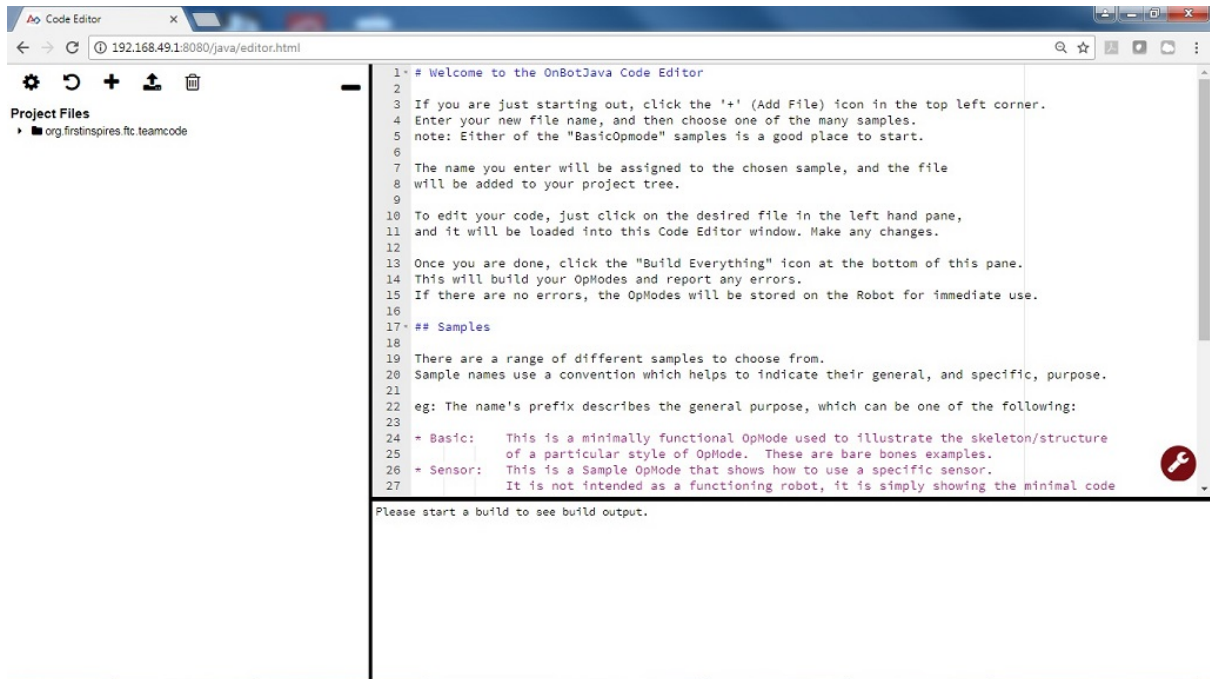 Code Editor
192.168.49.1:8080/java/editor.html
Project Files
org.firstinspires.ftc.teamcode
1 # Welcome to the OnBotJava Code Editor
2
3 If you are just starting out, click the '+' (Add File) icon in the top left corner.
4 Enter your new file name, and then choose one of the many samples.
5 note: Either of the "BasicOpmode" samples is a good place to start.
6
7 The name you enter will be assigned to the chosen sample, and the file
8 will be added to your project tree.
9
10 To edit your code, just click on the desired file in the left hand pane,
11 and it will be loaded into this Code Editor window. Make any changes.
12
13 Once you are done, click the "Build Everything" icon at the bottom of this pane.
14 This will build your OpModes and report any errors.
15 If there are no errors, the OpModes will be stored on the Robot for immediate use.
16
17 ## Samples
18
19 There are a range of different samples to choose from.
20 Sample names use a convention which helps to indicate their general, and specific, purpose.
21
22 eg: The name's prefix describes the general purpose, which can be one of the following:
23
24 * Basic: This is a minimally functional OpMode used to illustrate the skeleton/structure
25 of a particular style of OpMode. These are bare bones examples.
26 * Sensor: This is a Sample OpMode that shows how to use a specific sensor.
27 It is not intended as a functioning robot, it is simply showing the minimal code
Please start a build to see build output.